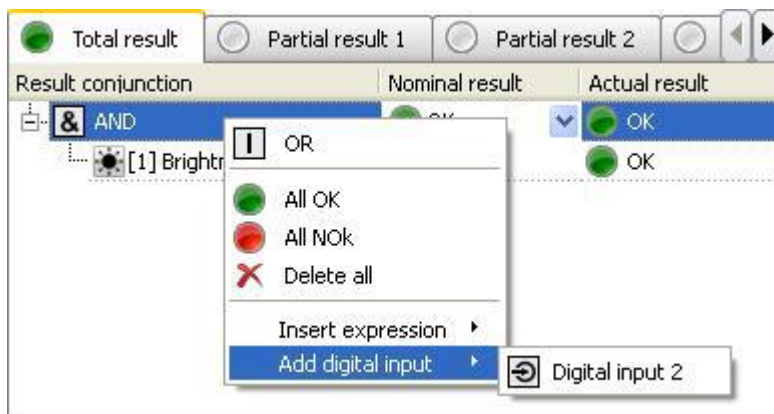 Total result Partial result 1 Partial result 2
Result conjunction Nominal result Actual result
& AND OK
OR
[1] OK
All OK
All NOk
Delete all
Insert expression
Add digital input
Digital input 2